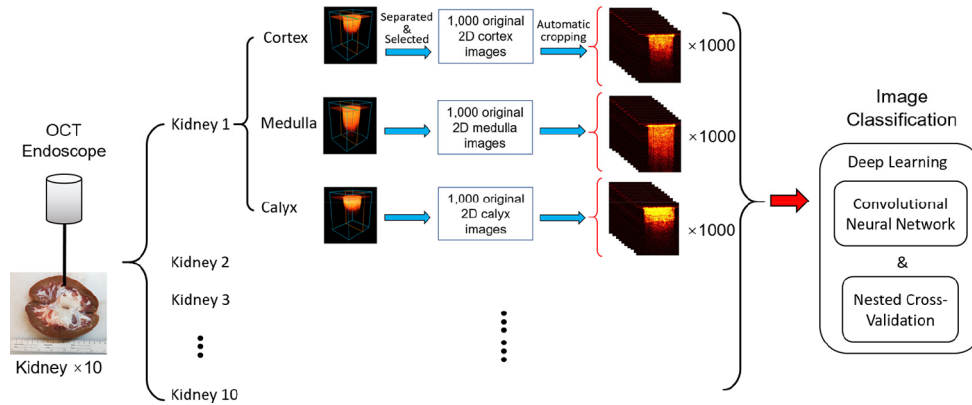 OCT
Endoscope
Kidney ×10
Kidney 1
Kidney 2
Kidney 3
Kidney 10
Cortex
Separated
&
Selected
1,000 original
2D cortex
images
Automatic
cropping
×1000
Medulla
1,000 original
2D medulla
images
×1000
Calyx
1,000 original
2D calyx
images
×1000
Image
Classification
Deep Learning
Convolutional
Neural Network
&
Nested Cross-
Validation